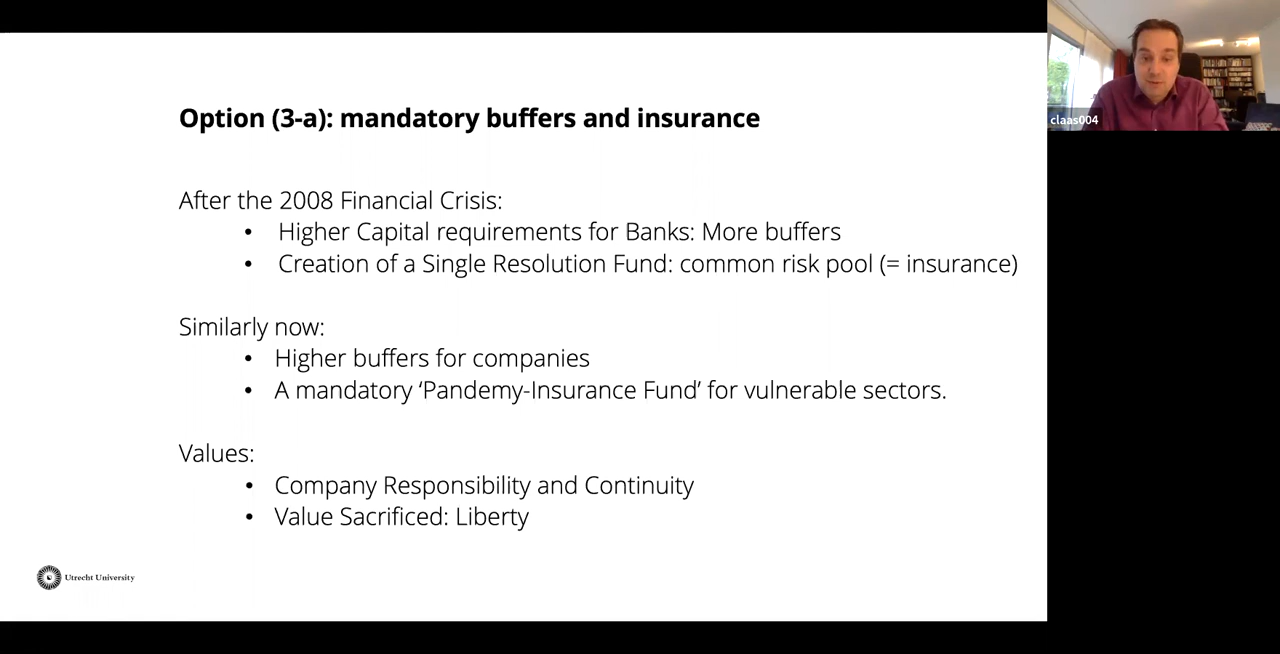 Option (3-a): mandatory buffers and insurance
After the 2008 Financial Crisis:
• Higher Capital requirements for Banks: More buffers
• Creation of a Single Resolution Fund: common risk pool (= insurance)
Similarly now:
• Higher buffers for companies
• A mandatory ‘Pandemy-Insurance Fund’ for vulnerable sectors.
Values:
• Company Responsibility and Continuity
• Value Sacrificed: Liberty
Utrecht University
claas004